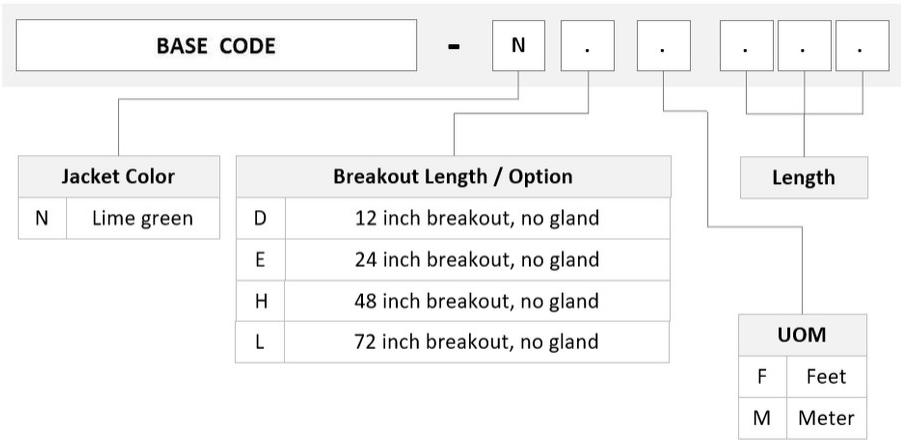 BASE CODE - N . . . . .
Jacket Color
N Lime green
Breakout Length / Option
D 12 inch breakout, no gland
E 24 inch breakout, no gland
H 48 inch breakout, no gland
L 72 inch breakout, no gland
Length
UOM
F Feet
M Meter